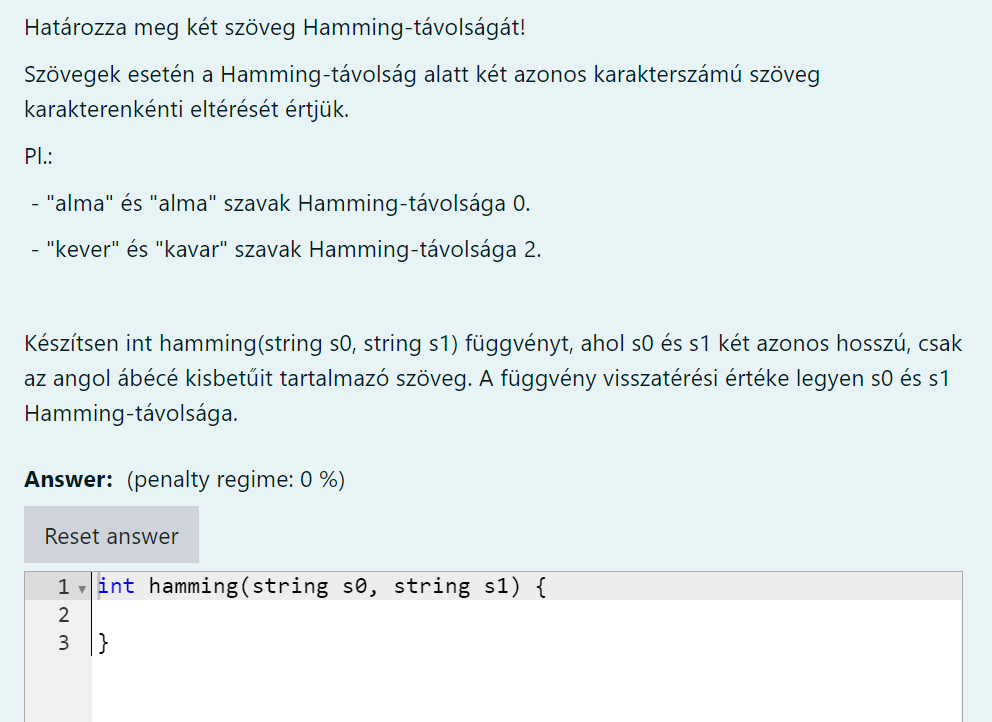 Határozza meg két szöveg Hamming-távolságát!
Szövegek esetén a Hamming-távolság alatt két azonos karakterszámú szöveg
karakterenkénti eltérését értjük.
Pl.:
- "alma" és "alma" szavak Hamming-távolsága 0.
- "kever" és "kavar" szavak Hamming-távolsága 2.
Készítsen int hamming(string s0, string s1) függvényt, ahol s0 és s1 két azonos hosszú, csak
az angol ábécé kisbetűit tartalmazó szöveg. A függvény visszatérési értéke legyen s0 és s1
Hamming-távolsága.
Answer: (penalty regime: 0 %)
Reset answer
1 int hamming(string s0, string s1) {
2
3 }